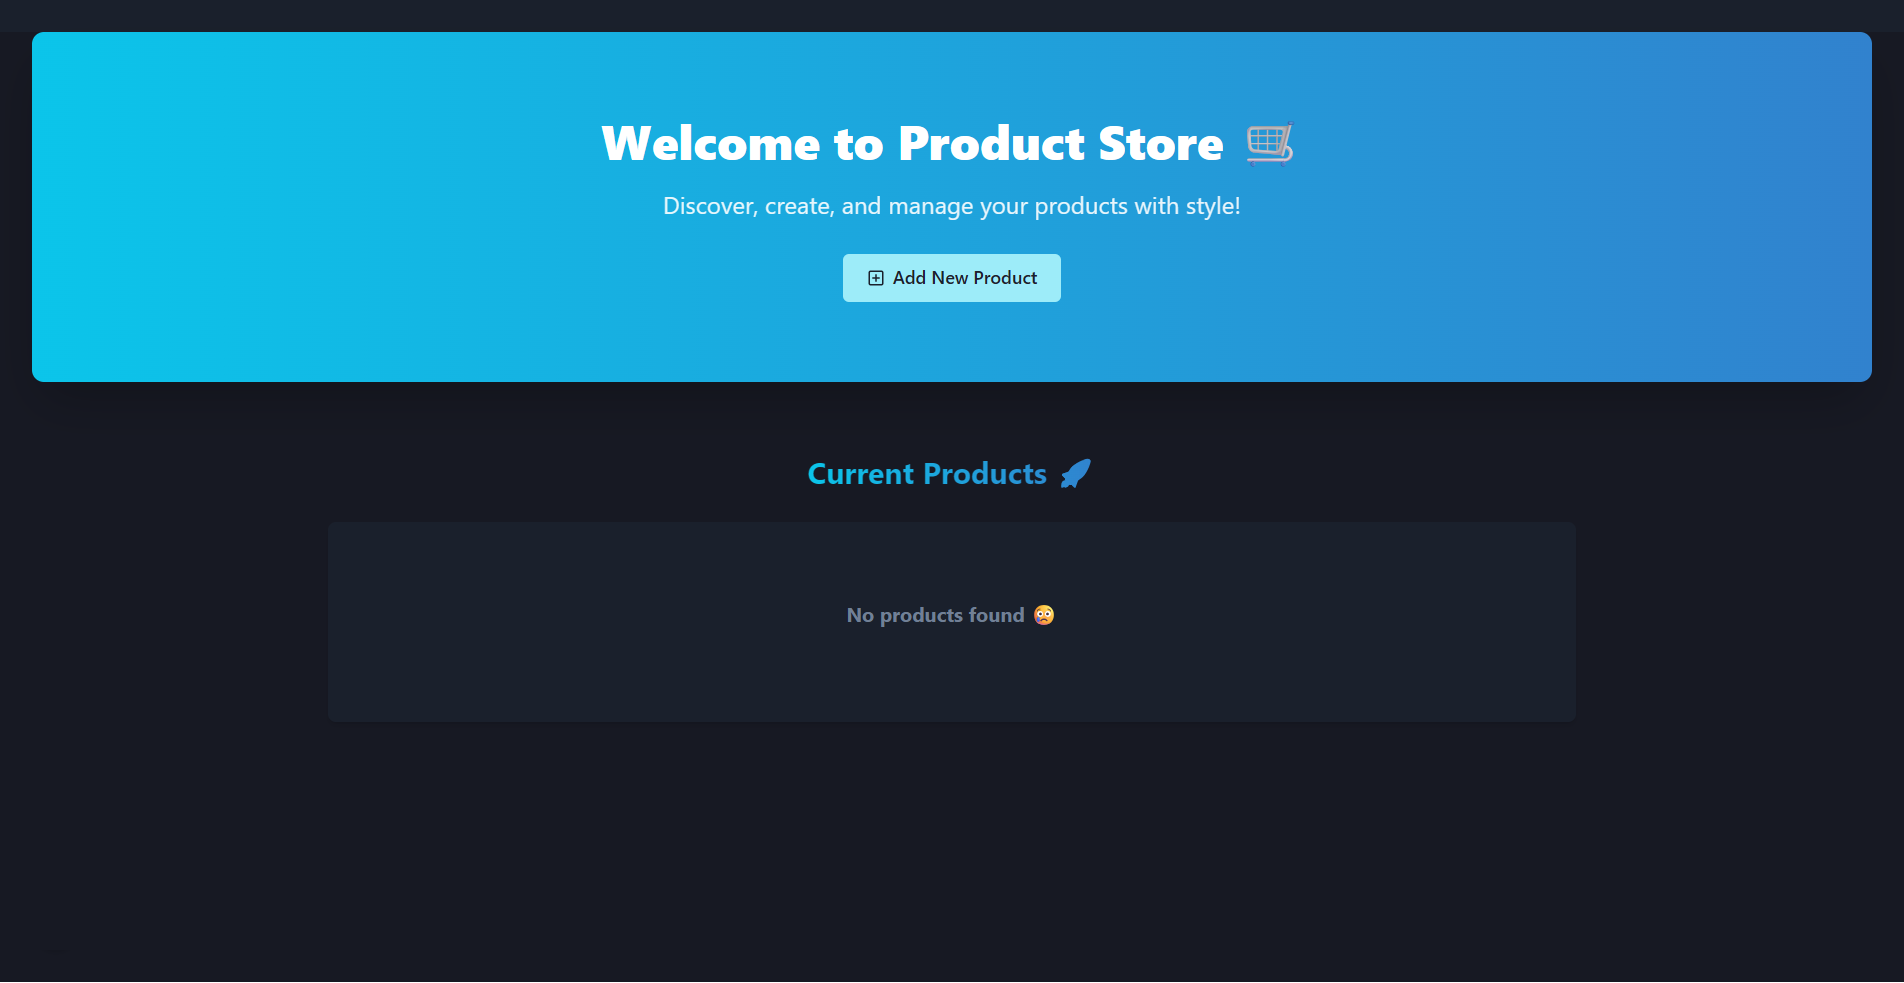 Welcome to Product Store 🛒
Discover, create, and manage your products with style!
Add New Product
Current Products 🚀
No products found 😢